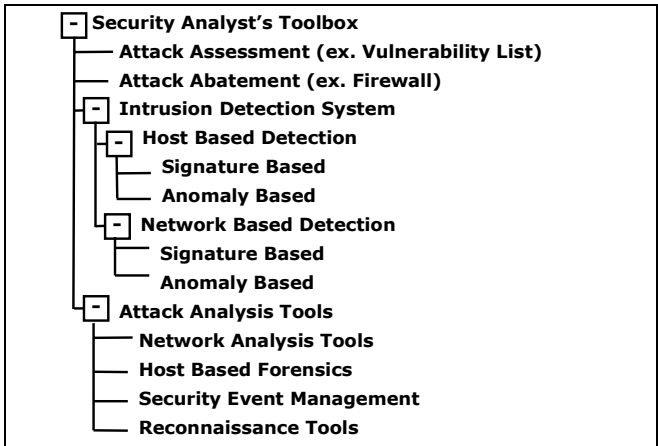 Security Analyst's Toolbox
Attack Assessment (ex. Vulnerability List)
Attack Abatement (ex. Firewall)
Intrusion Detection System
Host Based Detection
Signature Based
Anomaly Based
Network Based Detection
Signature Based
Anomaly Based
Attack Analysis Tools
Network Analysis Tools
Host Based Forensics
Security Event Management
Reconnaissance Tools